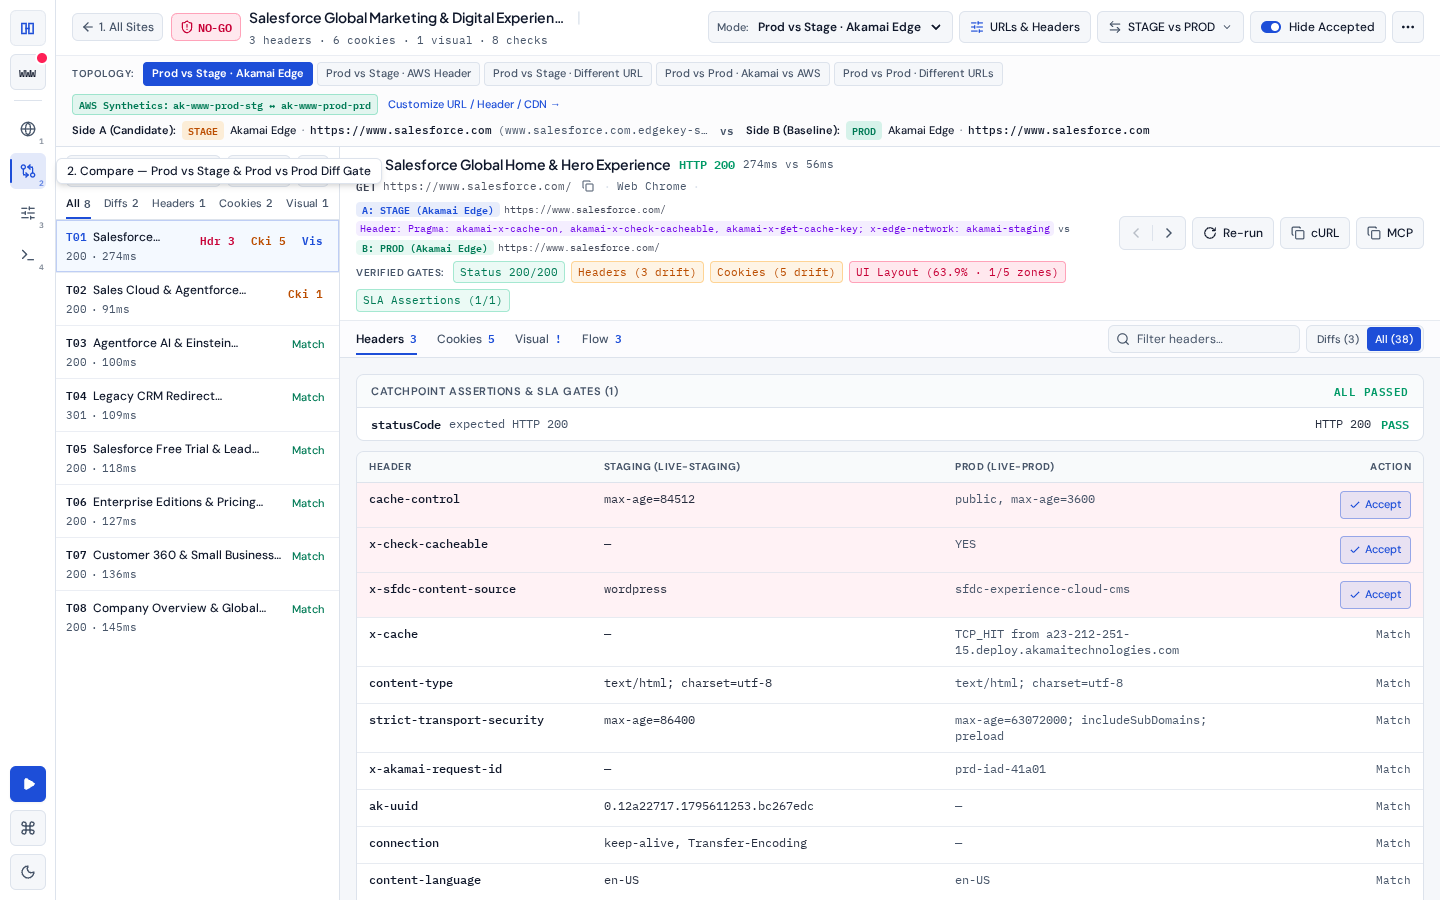 1. All Sites
NO-GO
Salesforce Global Marketing & Digital Experien...
3 headers · 6 cookies · 1 visual · 8 checks
Mode: Prod vs Stage · Akamai Edge
URLs & Headers
STAGE vs PROD
Hide Accepted
www
TOPOLOGY:
Prod vs Stage · Akamai Edge
Prod vs Stage · AWS Header
Prod vs Stage · Different URL
Prod vs Prod · Akamai vs AWS
Prod vs Prod · Different URLs
AWS Synthetics: ak-www-prod-stg ↔ ak-www-prod-prd
Customize URL / Header / CDN →
Side A (Candidate): STAGE Akamai Edge · https://www.salesforce.com (www.salesforce.com.edgekey-s… vs Side B (Baseline): PROD Akamai Edge · https://www.salesforce.com
1
2
3
4
2. Compare — Prod vs Stage & Prod vs Prod Diff Gate
All 8
Diffs 2
Headers 1
Cookies 2
Visual 1
T01 Salesforce...
Hdr 3 Cki 5 Vis
200 · 274ms
T02 Sales Cloud & Agentforce...
Cki 1
200 · 91ms
T03 Agentforce AI & Einstein...
Match
200 · 100ms
T04 Legacy CRM Redirect...
Match
301 · 109ms
T05 Salesforce Free Trial & Lead...
Match
200 · 118ms
T06 Enterprise Editions & Pricing...
Match
200 · 127ms
T07 Customer 360 & Small Business...
Match
200 · 136ms
T08 Company Overview & Global...
Match
200 · 145ms
Salesforce Global Home & Hero Experience HTTP 200 274ms vs 56ms
GET https://www.salesforce.com/ · Web Chrome ·
A: STAGE (Akamai Edge) https://www.salesforce.com/
Header: Pragma: akamai-x-cache-on, akamai-x-check-cacheable, akamai-x-get-cache-key; x-edge-network: akamai-staging vs
B: PROD (Akamai Edge) https://www.salesforce.com/
VERIFIED GATES: Status 200/200 Headers (3 drift) Cookies (5 drift) UI Layout (63.9% · 1/5 zones)
SLA Assertions (1/1)
Re-run
cURL
MCP
Headers 3
Cookies 5
Visual !
Flow 3
Filter headers...
Diffs (3)
All (38)
CATCHPOINT ASSERTIONS & SLA GATES (1)
ALL PASSED
statusCode expected HTTP 200
HTTP 200 PASS
HEADER STAGING (LIVE-STAGING) PROD (LIVE-PROD) ACTION
cache-control max-age=84512 public, max-age=3600 Accept
x-check-cacheable — YES Accept
x-sfdc-content-source wordpress sfdc-experience-cloud-cms Accept
x-cache — TCP_HIT from a23-212-251-
15.deploy.akamaitechnologies.com Match
content-type text/html; charset=utf-8 text/html; charset=utf-8 Match
strict-transport-security max-age=86400 max-age=63072000; includeSubDomains;
preload Match
x-akamai-request-id — prd-iad-41a01 Match
ak-uuid 0.12a22717.1795611253.bc267edc — Match
connection keep-alive, Transfer-Encoding — Match
content-language en-US en-US Match